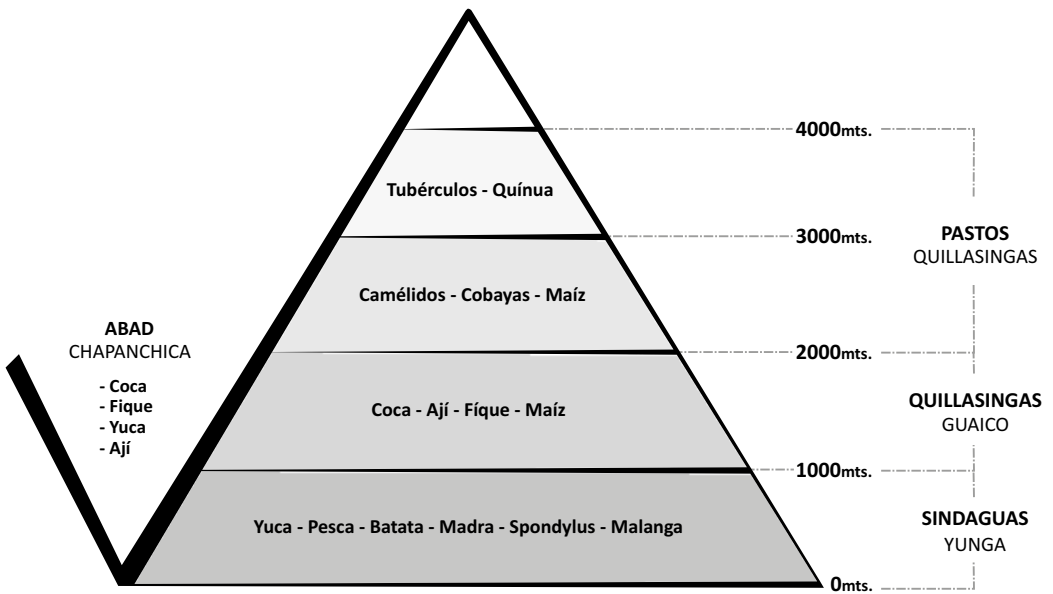 4000mts.
Tubérculos - Quínua
3000mts.
PASTOS
QUILLASINGAS
Camélidos - Cobayas - Maíz
ABAD
CHAPANCHICA
- Coca
- Fique
- Yuca
- Ají
2000mts.
Coca - Ají - Fíque - Maíz
QUILLASINGAS
GUAICO
1000mts.
Yuca - Pesca - Batata - Madra - Spondylus - Malanga
SINDAGUAS
YUNGA
0mts.